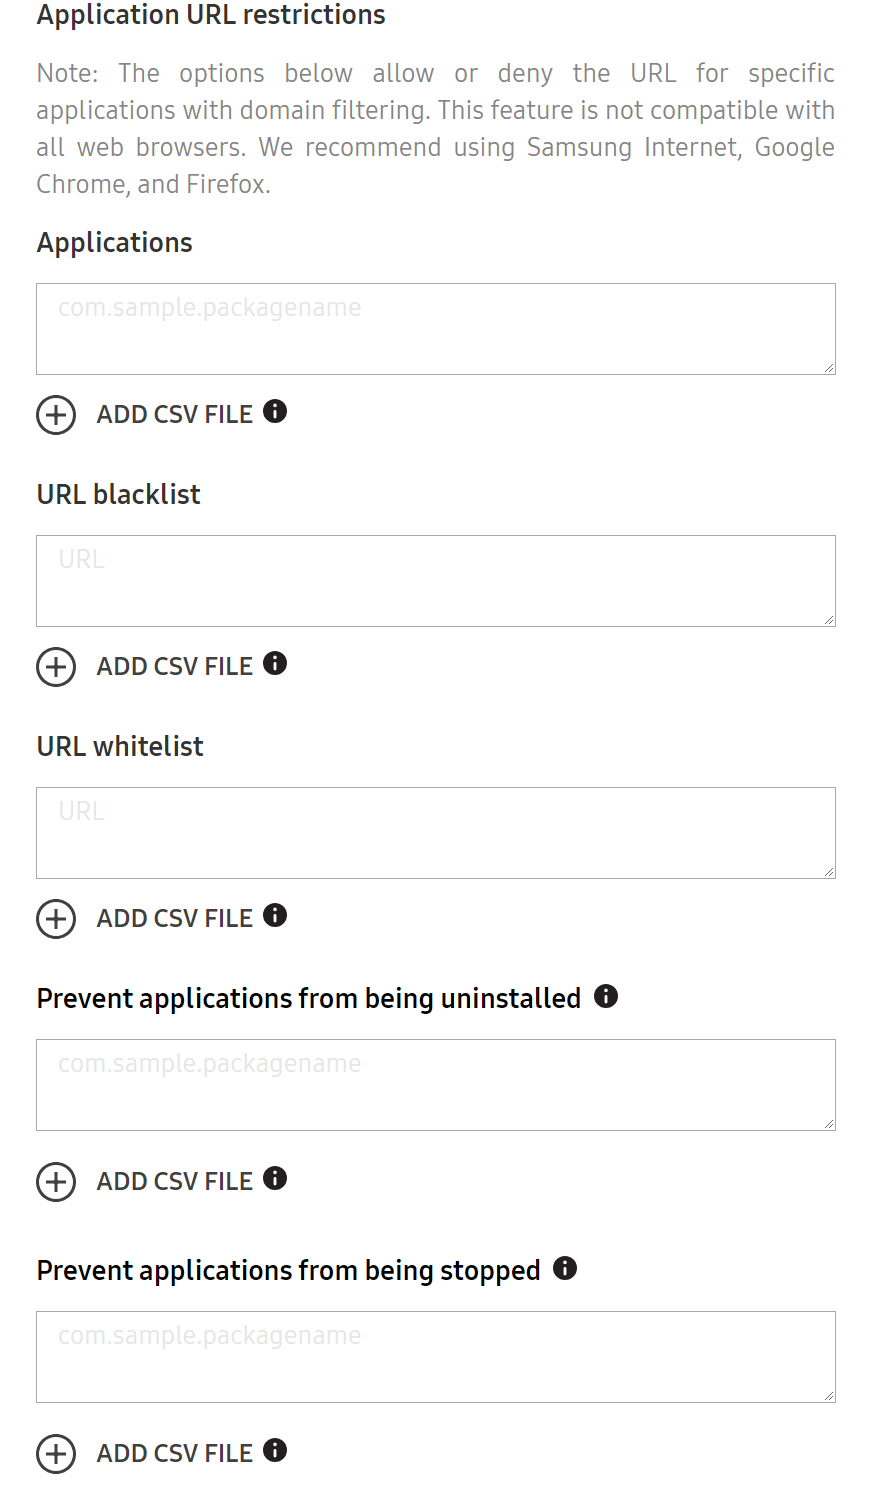 Application URL restrictions
Note: The options below allow or deny the URL for specific
applications with domain filtering. This feature is not compatible with
all web browsers. We recommend using Samsung Internet, Google
Chrome, and Firefox.
Applications
com.sample.packagename
ADD CSV FILE
URL blacklist
URL
ADD CSV FILE
URL whitelist
URL
ADD CSV FILE
Prevent applications from being uninstalled
com.sample.packagename
ADD CSV FILE
Prevent applications from being stopped
com.sample.packagename
ADD CSV FILE